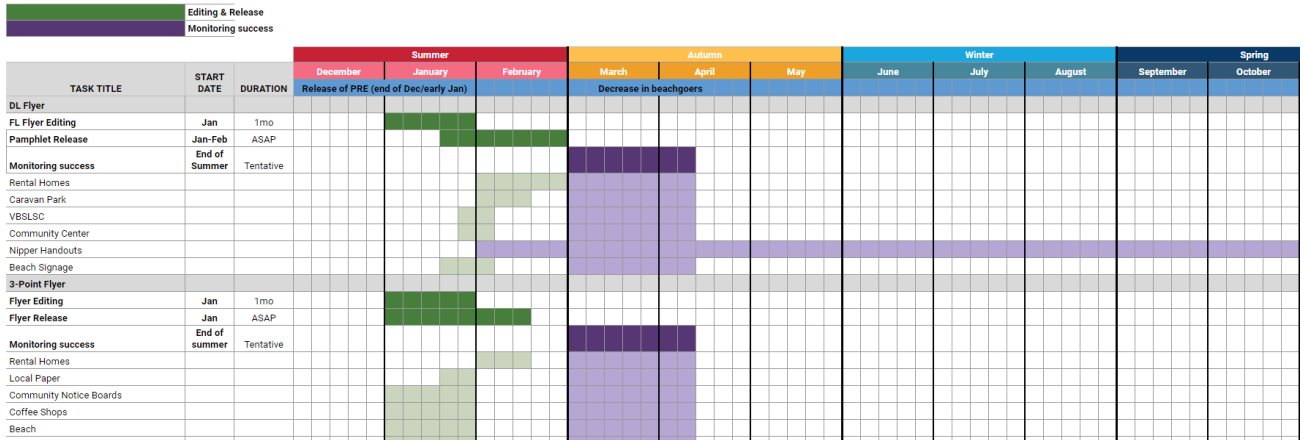 Editing & Release
Monitoring success
Summer Autumn Winter Spring
TASK TITLE START DATE DURATION December January February March April May June July August September October
Release of PRE (end of Dec/early Jan) Decrease in beachgoers
DL Flyer
FL Flyer Editing Jan 1mo
Pamphlet Release Jan-Feb ASAP
Monitoring success End of Summer Tentative
Rental Homes
Caravan Park
VBSLSC
Community Center
Nipper Handouts
Beach Signage
3-Point Flyer
Flyer Editing Jan 1mo
Flyer Release Jan ASAP
Monitoring success End of summer Tentative
Rental Homes
Local Paper
Community Notice Boards
Coffee Shops
Beach